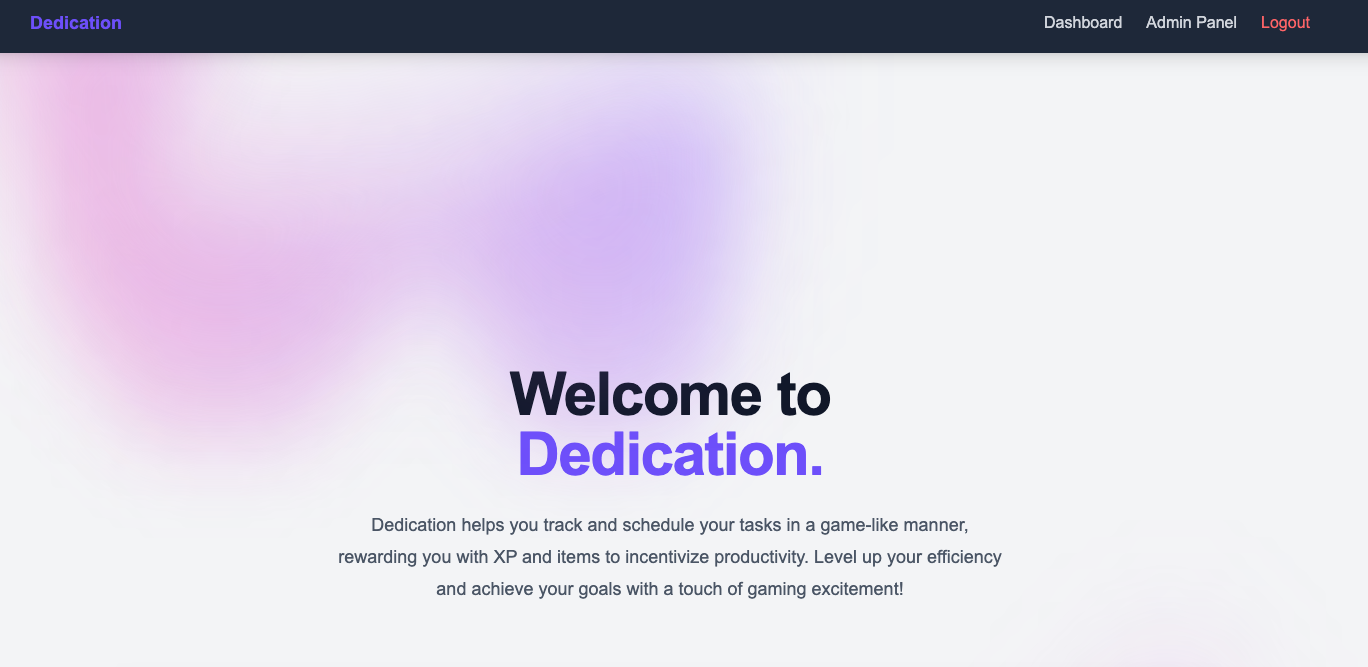 Dedication
Dashboard Admin Panel Logout
Welcome to
Dedication.
Dedication helps you track and schedule your tasks in a game-like manner,
rewarding you with XP and items to incentivize productivity. Level up your efficiency
and achieve your goals with a touch of gaming excitement!